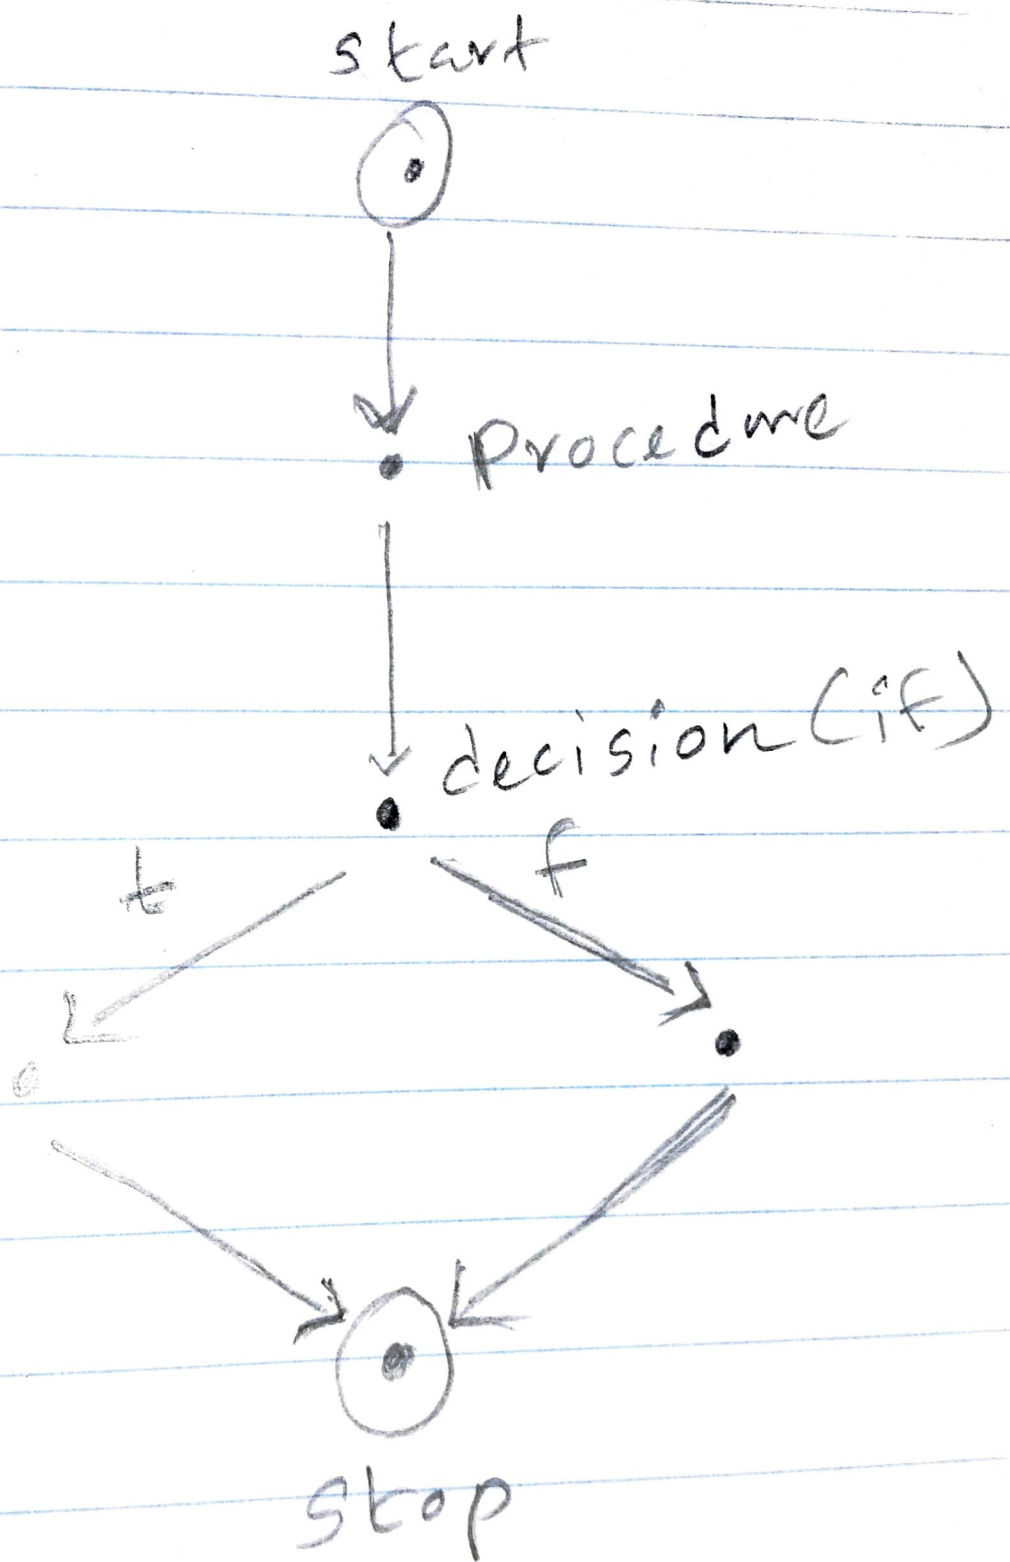 start
procedure
decision (if)
t
f
stop